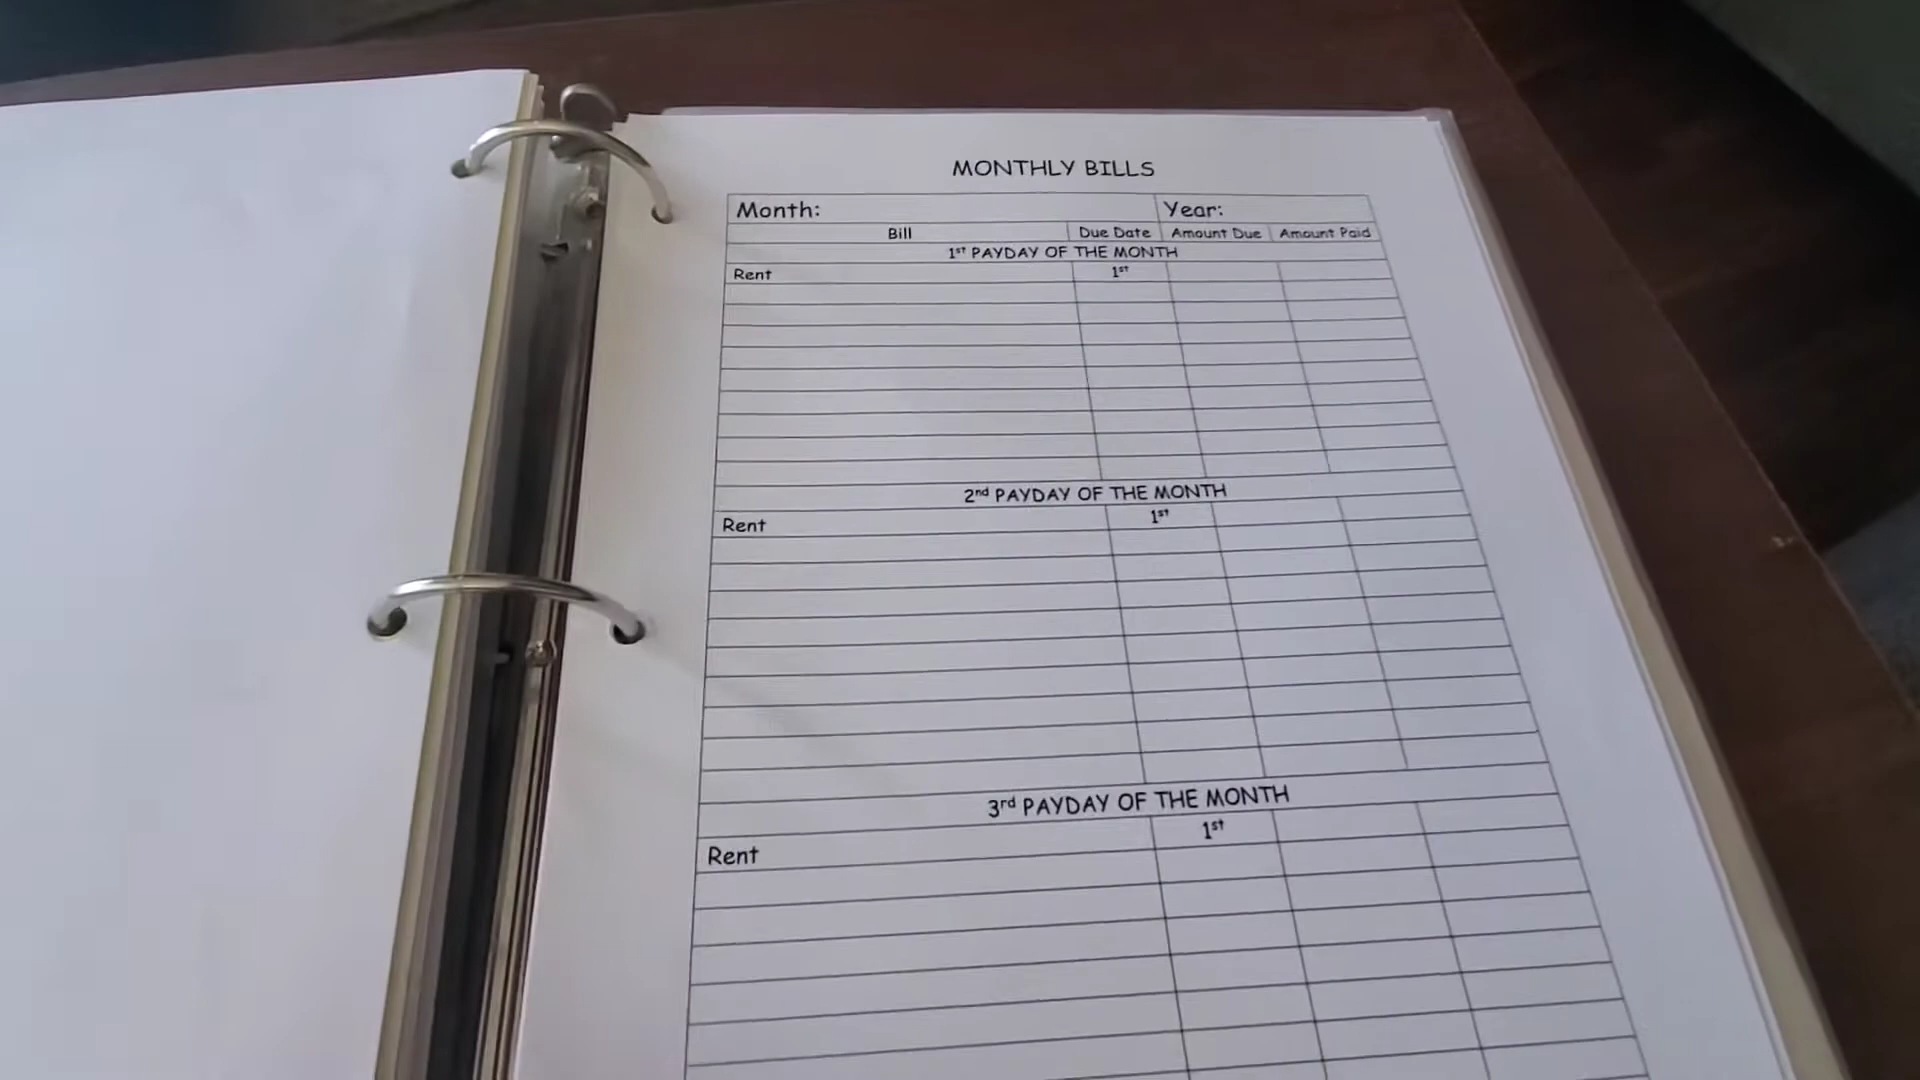 MONTHLY BILLS
Month: Year:
Bill Due Date Amount Due Amount Paid
1st PAYDAY OF THE MONTH
Rent 1st
2nd PAYDAY OF THE MONTH
Rent 1st
3rd PAYDAY OF THE MONTH
Rent 1st